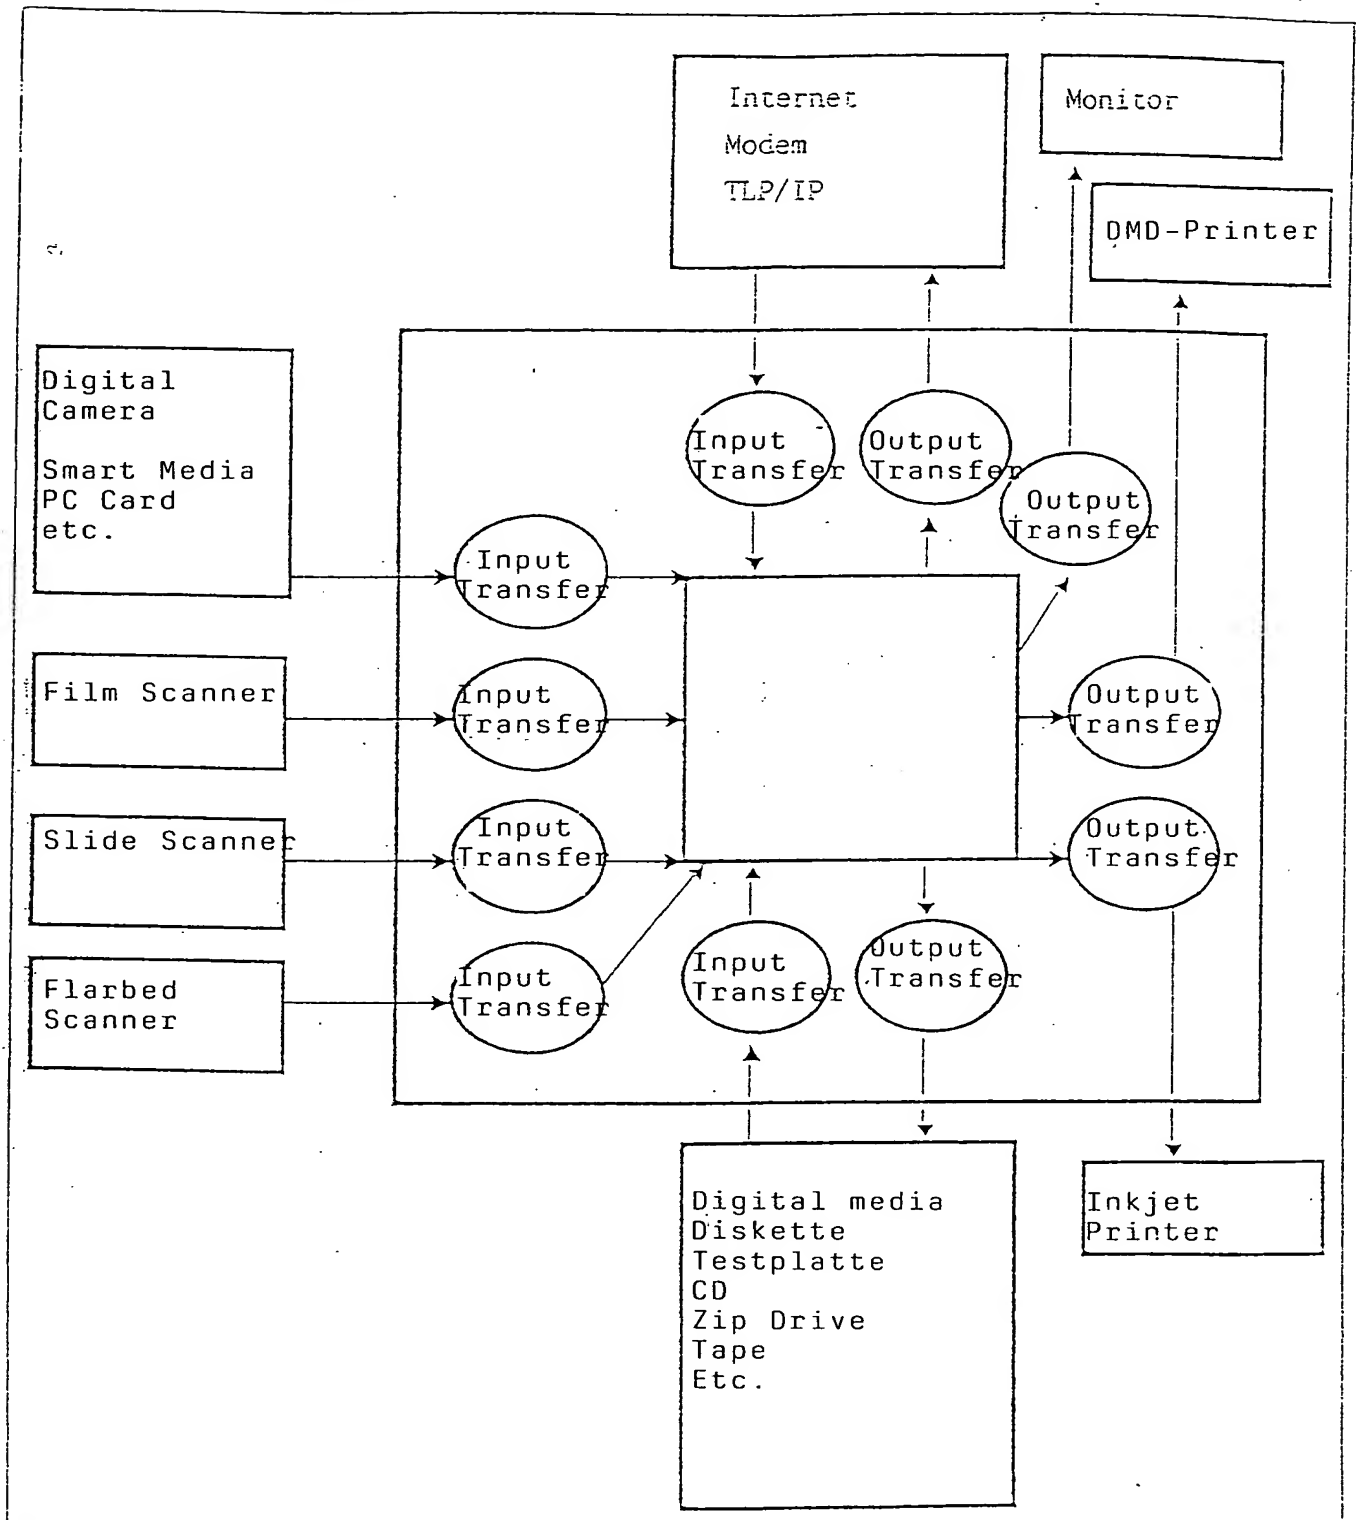 Internet
Modem
TLP/IP
Monitor
DMD-Printer
Digital
Camera
Smart Media
PC Card
etc.
Input
Transfer
Output
Transfer
Output
Transfer
Input
Transfer
Film Scanner
Input
Transfer
Output
Transfer
Slide Scanner
Input
Transfer
Output
Transfer
Flarbed
Scanner
Input
Transfer
Input
Transfer
Output
Transfer
Digital media
Diskette
Testplatte
CD
Zip Drive
Tape
Etc.
Inkjet
Printer